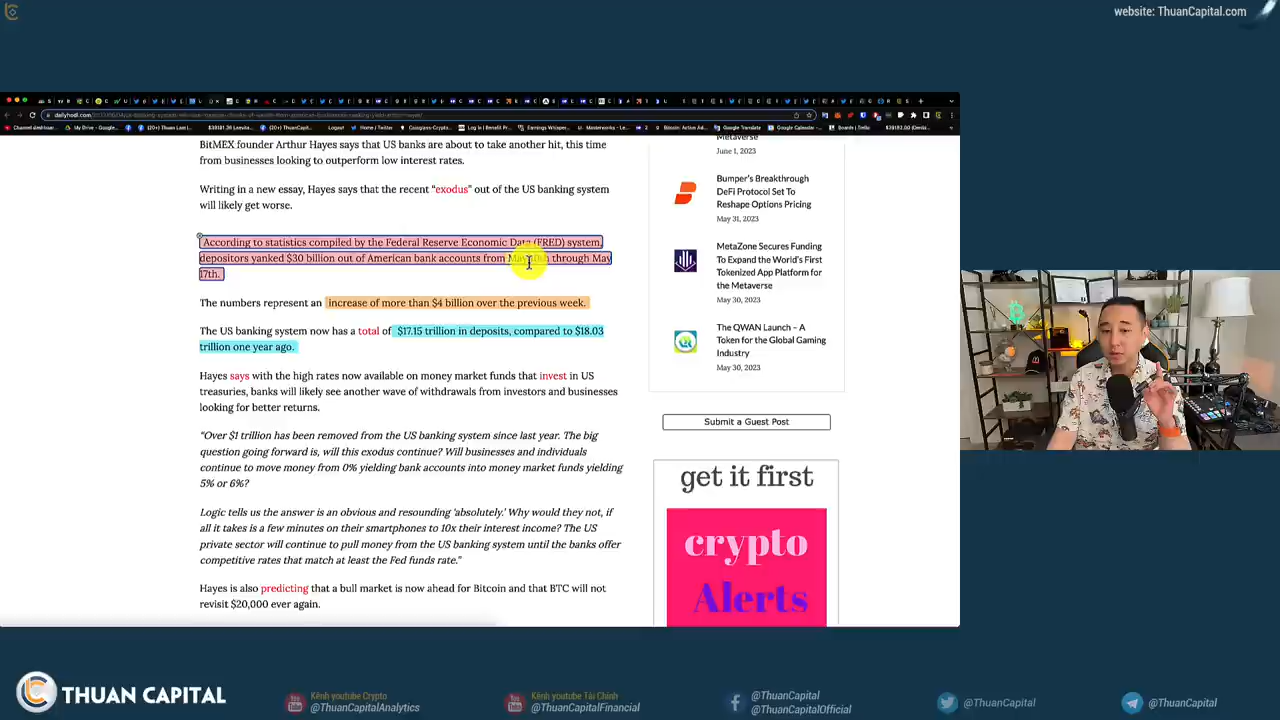 website: ThuanCapital.com
BitMEX founder Arthur Hayes says that US banks are about to take another hit, this time
from businesses looking to outperform low interest rates.
Writing in a new essay, Hayes says that the recent “exodus” out of the US banking system
will likely get worse.
According to statistics compiled by the Federal Reserve Economic Data (FRED) system,
depositors yanked $30 billion out of American bank accounts from May through May
17th.
The numbers represent an increase of more than $4 billion over the previous week.
The US banking system now has a total of $17.15 trillion in deposits, compared to $18.03
trillion one year ago.
Hayes says with the high rates now available on money market funds that invest in US
treasuries, banks will likely see another wave of withdrawals from investors and businesses
looking for better returns.
“Over $1 trillion has been removed from the US banking system since last year. The big
question going forward is, will this exodus continue? Will businesses and individuals
continue to move money from 0% yielding bank accounts into money market funds yielding
5% or 6%?
Logic tells us the answer is an obvious and resounding ‘absolutely.’ Why would they not, if
all it takes is a few minutes on their smartphones to 10x their interest income? The US
private sector will continue to pull money from the US banking system until the banks offer
competitive rates that match at least the Fed funds rate.”
Hayes is also predicting that a bull market is now ahead for Bitcoin and that BTC will not
revisit $20,000 ever again.
Metaverse
June 1, 2023
Bumper’s Breakthrough
DeFi Protocol Set To
Reshape Options Pricing
May 31, 2023
MetaZone Secures Funding
To Expand the World’s First
Tokenized App Platform for
the Metaverse
May 30, 2023
The QWAN Launch – A
Token for the Global Gaming
Industry
May 30, 2023
Submit a Guest Post
get it first
crypto
Alerts
THUAN CAPITAL
Kênh youtube Crypto
@ThuanCapitalAnalytics
Kênh youtube Tài Chính
@ThuanCapitalFinancial
@ThuanCapital
@ThuanCapitalOfficial
@ThuanCapital
@ThuanCapital